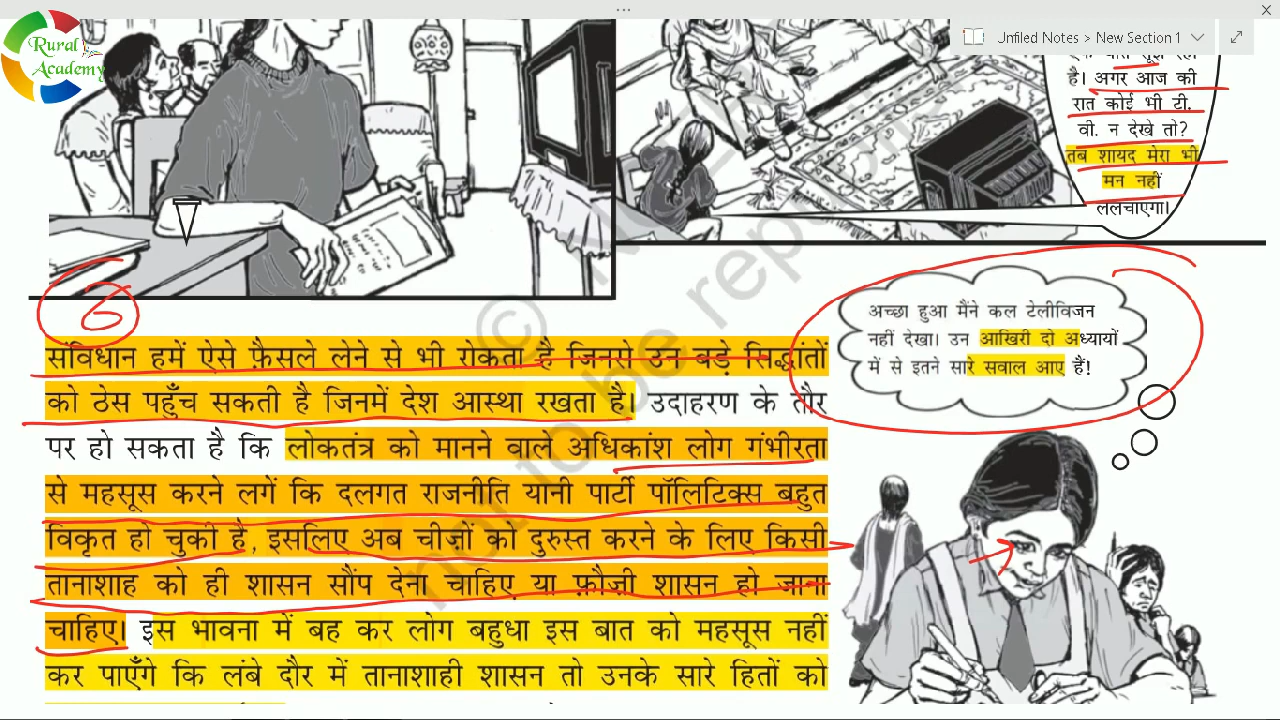 Rural
Academy
Unfiled Notes > New Section 1
है। अगर आज की
रात कोई भी टी.
वी. न देखे तो?
तब शायद मेरा भी
मन नहीं
ललचाएगा।
6
अच्छा हुआ मैंने कल टेलीविजन
नहीं देखा। उन आखिरी दो अध्यायों
में से इतने सारे सवाल आए हैं!
संविधान हमें ऐसे फ़ैसले लेने से भी रोकता है जिनसे उन बड़े सिद्धांतों
को ठेस पहुँच सकती है जिनमें देश आस्था रखता है। उदाहरण के तौर
पर हो सकता है कि लोकतंत्र को मानने वाले अधिकांश लोग गंभीरता
से महसूस करने लगें कि दलगत राजनीति यानी पार्टी पॉलिटिक्स बहुत
विकृत हो चुकी है, इसलिए अब चीज़ों को दुरुस्त करने के लिए किसी
तानाशाह को ही शासन सौंप देना चाहिए या फ़ौज़ी शासन हो जाना
चाहिए। इस भावना में बह कर लोग बहुधा इस बात को महसूस नहीं
कर पाएँगे कि लंबे दौर में तानाशाही शासन तो उनके सारे हितों को